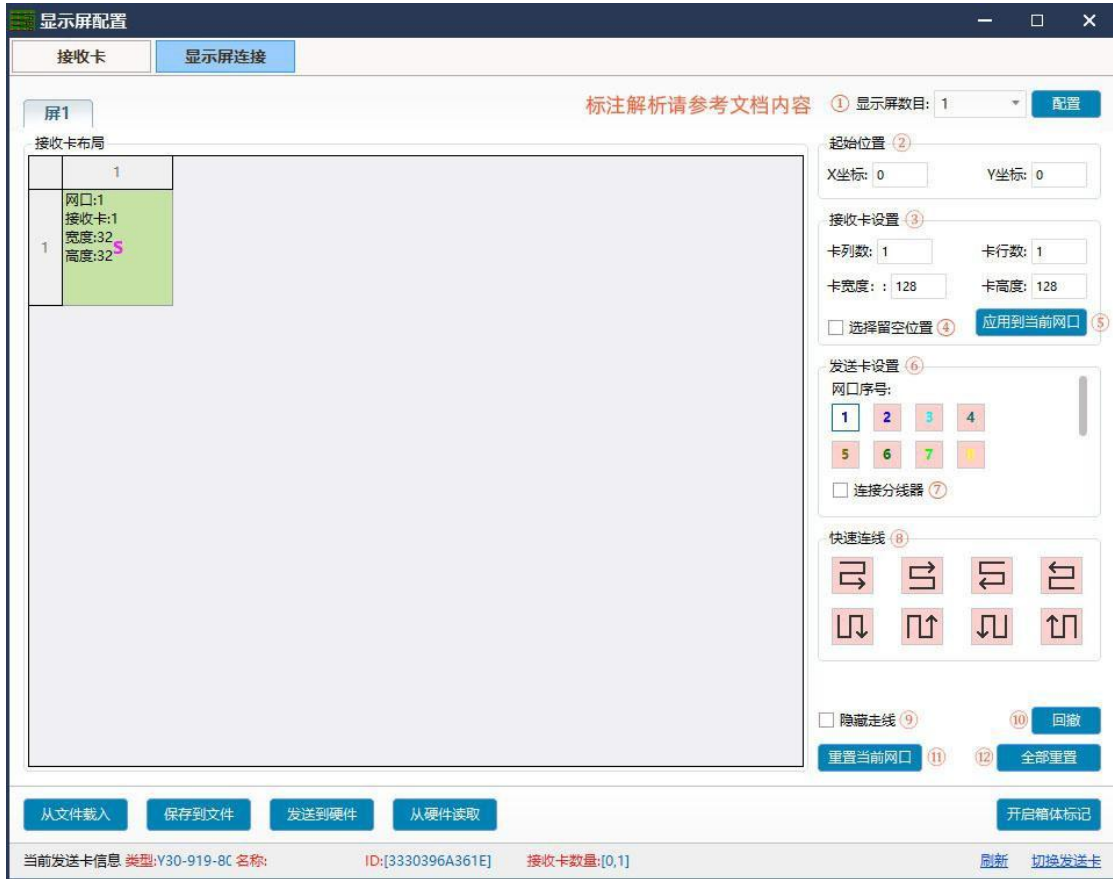 显示屏配置
接收卡 显示屏连接
屏1 标注解析请参考文档内容 ① 显示屏数目: 1 配置
接收卡布局
1
1
网口:1
接收卡:1
宽度:32
高度:32
S
起始位置 ②
X坐标: 0 Y坐标: 0
接收卡设置 ③
卡列数: 1 卡行数: 1
卡宽度: : 128 卡高度: 128
选择留空位置 ④ 应用到当前网口 ⑤
发送卡设置 ⑥
网口序号:
1 2 3 4
5 6 7 8
连接分线器 ⑦
快速连线 ⑧
隐藏走线 ⑨ ⑩ 回撤
重置当前网口 ⑪ ⑫ 全部重置
从文件载入 保存到文件 发送到硬件 从硬件读取 开启箱体标记
当前发送卡信息 类型:Y30-919-8C 名称: ID:[3330396A361E] 接收卡数量:[0,1] 刷新 切换发送卡